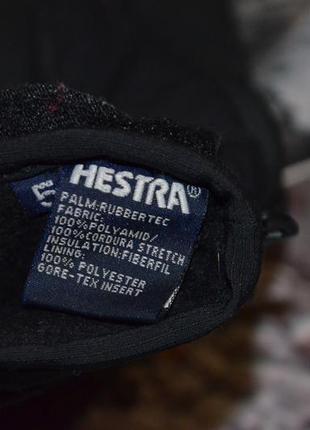 HESTRA®
PALM:RUBBERTEC
FABRIC:
100%POLYAMID/
100%CORDURA STRETCH
INSULATION:FIBERFIL
LINING:
100% POLYESTER
GORE-TEX INSERT